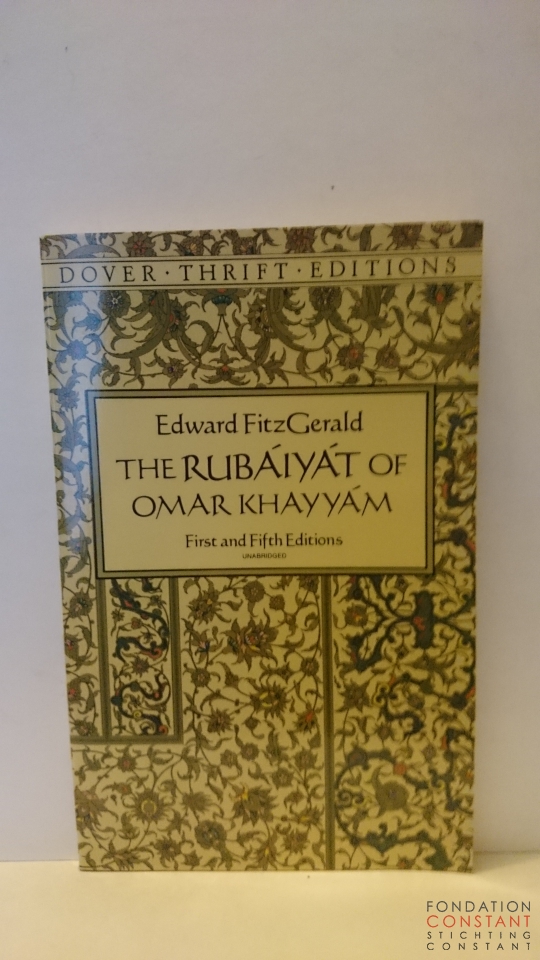 DOVER · THRIFT · EDITIONS
Edward FitzGerald
THE RUBÁIYÁT OF
OMAR KHAYYÁM
First and Fifth Editions
UNABRIDGED
FONDATION
CONSTANT
STICHTING
CONSTANT